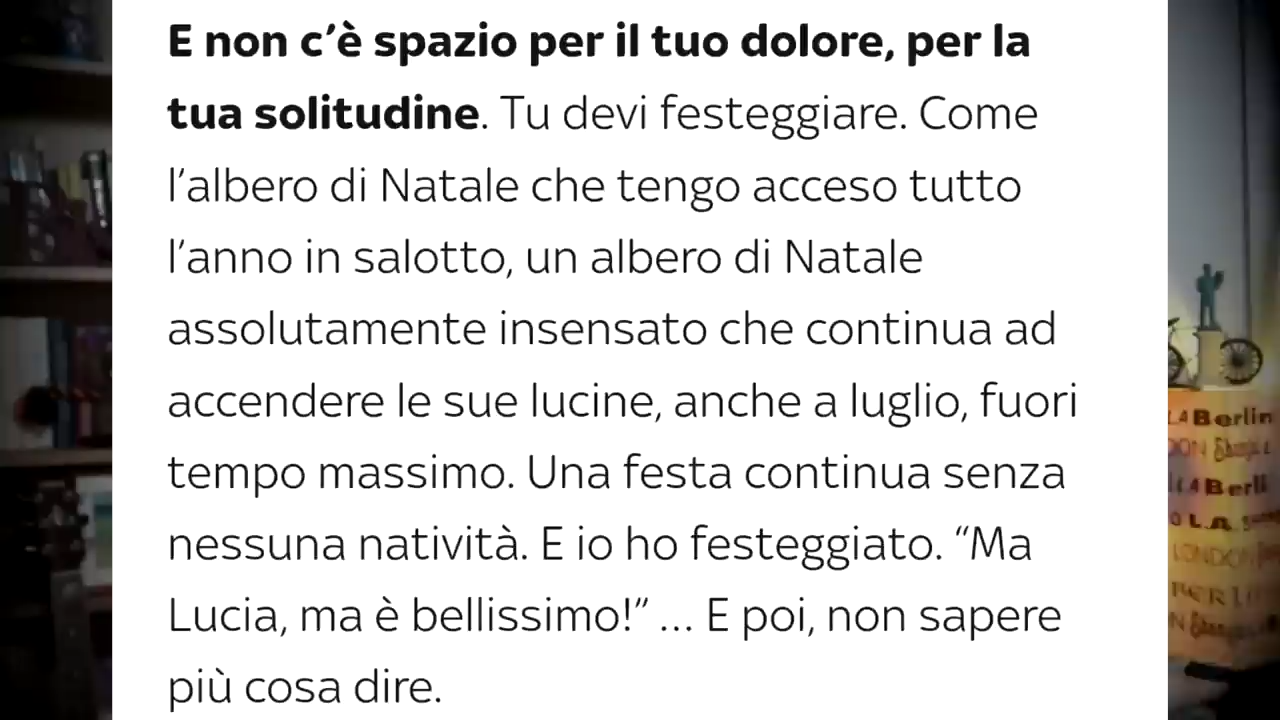 E non c’è spazio per il tuo dolore, per la
tua solitudine. Tu devi festeggiare. Come
l’albero di Natale che tengo acceso tutto
l’anno in salotto, un albero di Natale
assolutamente insensato che continua ad
accendere le sue lucine, anche a luglio, fuori
tempo massimo. Una festa continua senza
nessuna natività. E io ho festeggiato. “Ma
Lucia, ma è bellissimo!” ... E poi, non sapere
più cosa dire.
Berlin
L.A.
LONDON